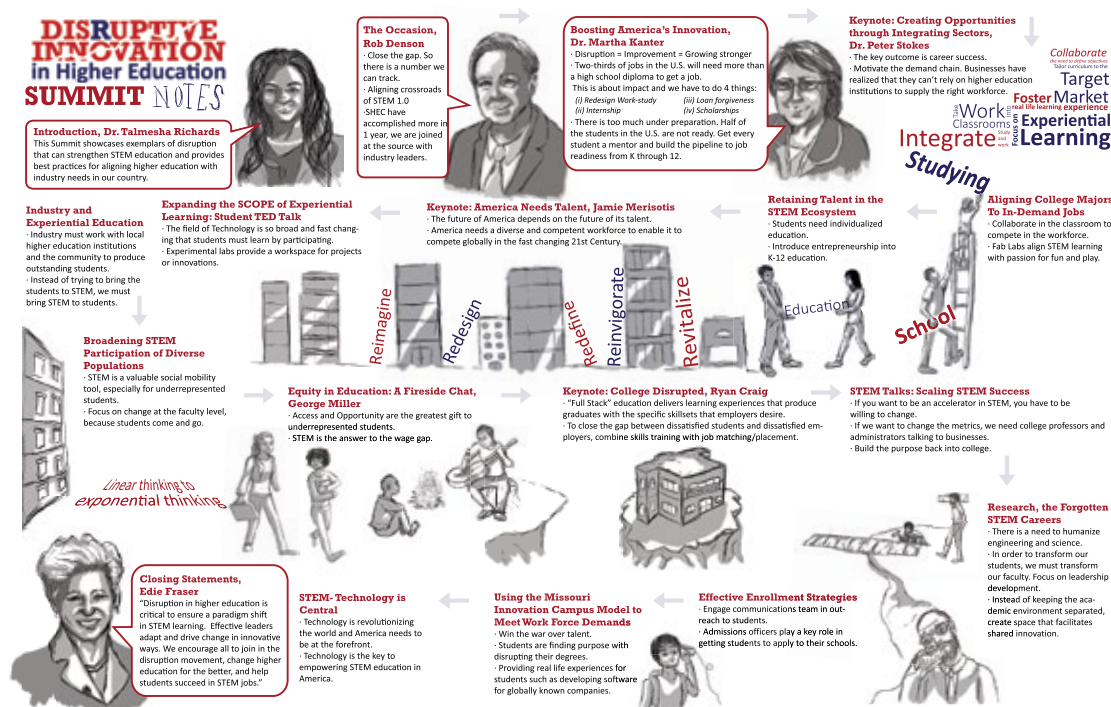 DISRUPTIVE
INNOVATION
in Higher Education
SUMMIT NOTES
Introduction, Dr. Talmesha Richards
This Summit showcases exemplars of disruption
that can strengthen STEM education and provides
best practices for aligning higher education with
industry needs in our country.
The Occasion,
Rob Denson
· Close the gap. So
there is a number we
can track.
· Aligning crossroads
of STEM 1.0
·SHEC have
accomplished more in
1 year, we are joined
at the source with
industry leaders.
Boosting America's Innovation,
Dr. Martha Kanter
· Disruption = Improvement = Growing stronger
· Two-thirds of jobs in the U.S. will need more than
a high school diploma to get a job.
This is about impact and we have to do 4 things:
(i) Redesign Work-study (iii) Loan forgiveness
(ii) Internship (iv) Scholarships
· There is too much under preparation. Half of
the students in the U.S. are not ready. Get every
student a mentor and build the pipeline to job
readiness from K through 12.
Keynote: Creating Opportunities
through Integrating Sectors,
Dr. Peter Stokes
· The key outcome is career success.
· Motivate the demand chain. Businesses have
realized that they can't rely on higher education
institutions to supply the right workforce.
Collaborate
the need to define objectives
Tailor curriculum to the
Target
Foster Market
real life learning experience
Take
Work
Classrooms
into
Focus on
Experiential
Integrate
Study
and
work
Learning
Studying
School
Aligning College Majors
To In-Demand Jobs
· Collaborate in the classroom to
compete in the workforce.
· Fab Labs align STEM learning
with passion for fun and play.
Retaining Talent in the
STEM Ecosystem
· Students need individualized
education.
· Introduce entrepreneurship into
K-12 education.
Education
Keynote: America Needs Talent, Jamie Merisotis
· The future of America depends on the future of its talent.
· America needs a diverse and competent workforce to enable it to
compete globally in the fast changing 21st Century.
Reimagine
Redesign
Redefine
Reinvigorate
Revitalize
Expanding the SCOPE of Experiential
Learning: Student TED Talk
· The field of Technology is so broad and fast chang-
ing that students must learn by participating.
· Experimental labs provide a workspace for projects
or innovations.
Industry and
Experiential Education
· Industry must work with local
higher education institutions
and the community to produce
outstanding students.
· Instead of trying to bring the
students to STEM, we must
bring STEM to students.
Broadening STEM
Participation of Diverse
Populations
· STEM is a valuable social mobility
tool, especially for underrepresented
students.
· Focus on change at the faculty level,
because students come and go.
Linear thinking to
exponential thinking
Equity in Education: A Fireside Chat,
George Miller
· Access and Opportunity are the greatest gift to
underrepresented students.
· STEM is the answer to the wage gap.
Keynote: College Disrupted, Ryan Craig
· "Full Stack" education delivers learning experiences that produce
graduates with the specific skillsets that employers desire.
· To close the gap between dissatisfied students and dissatisfied em-
ployers, combine skills training with job matching/placement.
STEM Talks: Scaling STEM Success
· If you want to be an accelerator in STEM, you have to be
willing to change.
· If we want to change the metrics, we need college professors and
administrators talking to businesses.
· Build the purpose back into college.
Research, the Forgotten
STEM Careers
· There is a need to humanize
engineering and science.
· In order to transform our
students, we must transform
our faculty. Focus on leadership
development.
· Instead of keeping the aca-
demic environment separated,
create space that facilitates
shared innovation.
Effective Enrollment Strategies
· Engage communications team in out-
reach to students.
· Admissions officers play a key role in
getting students to apply to their schools.
Using the Missouri
Innovation Campus Model to
Meet Work Force Demands
· Win the war over talent.
· Students are finding purpose with
disrupting their degrees.
· Providing real life experiences for
students such as developing software
for globally known companies.
STEM- Technology is
Central
· Technology is revolutionizing
the world and America needs to
be at the forefront.
· Technology is the key to
empowering STEM education in
America.
Closing Statements,
Edie Fraser
"Disruption in higher education is
critical to ensure a paradigm shift
in STEM learning. Effective leaders
adapt and drive change in innovative
ways. We encourage all to join in the
disruption movement, change higher
education for the better, and help
students succeed in STEM jobs."